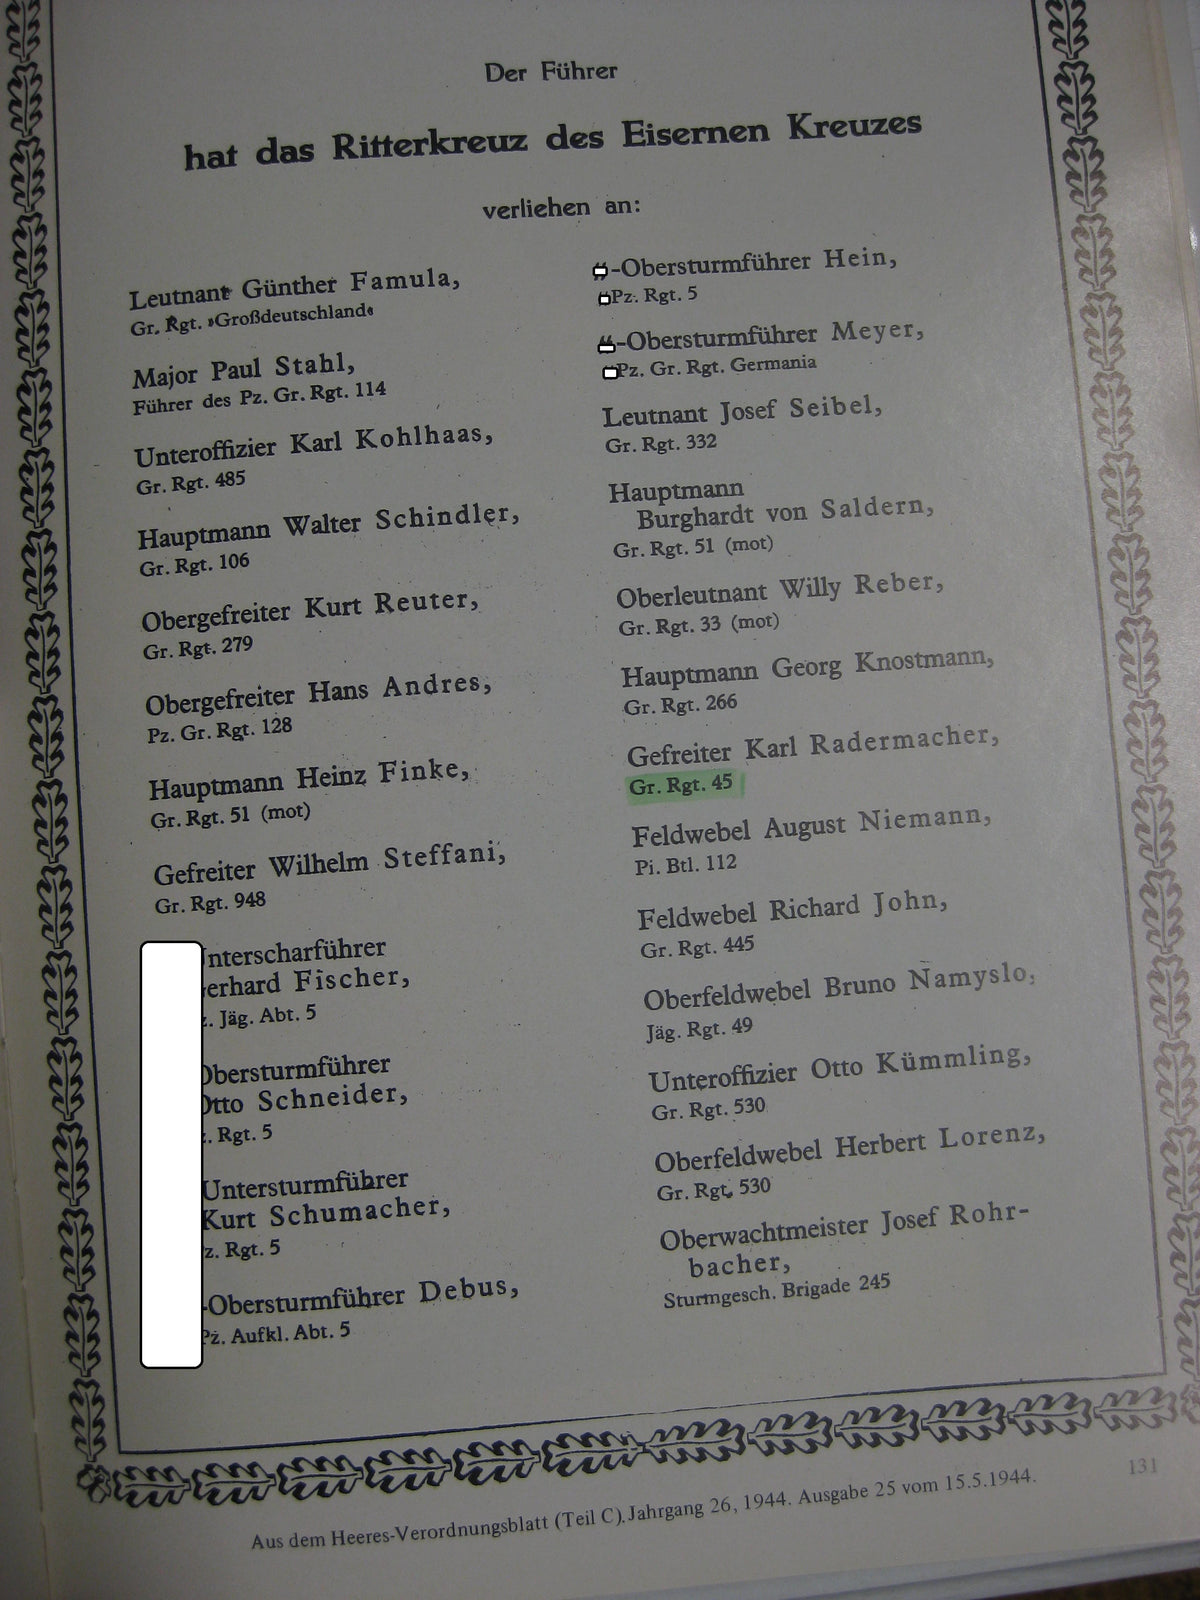 Der Führer
hat das Ritterkreuz des Eisernen Kreuzes
verliehen an:
Leutnant Günther Famula,
Gr. Rgt. »Großdeutschland«
Major Paul Stahl,
Führer des Pz. Gr. Rgt. 114
Unteroffizier Karl Kohlhaas,
Gr. Rgt. 485
Hauptmann Walter Schindler,
Gr. Rgt. 106
Obergefreiter Kurt Reuter,
Gr. Rgt. 279
Obergefreiter Hans Andres,
Pz. Gr. Rgt. 128
Hauptmann Heinz Finke,
Gr. Rgt. 51 (mot)
Gefreiter Wilhelm Steffani,
Gr. Rgt. 948
Unterscharführer
erhard Fischer,
z. Jäg. Abt. 5
Obersturmführer
Otto Schneider,
z. Rgt. 5
Untersturmführer
Kurt Schumacher,
z. Rgt. 5
-Obersturmführer Debus,
Pz. Aufkl. Abt. 5
-Obersturmführer Hein,
Pz. Rgt. 5
-Obersturmführer Meyer,
Pz. Gr. Rgt. Germania
Leutnant Josef Seibel,
Gr. Rgt. 332
Hauptmann
Burghardt von Saldern,
Gr. Rgt. 51 (mot)
Oberleutnant Willy Reber,
Gr. Rgt. 33 (mot)
Hauptmann Georg Knostmann,
Gr. Rgt. 266
Gefreiter Karl Radermacher,
Gr. Rgt. 45
Feldwebel August Niemann,
Pi. Btl. 112
Feldwebel Richard John,
Gr. Rgt. 445
Oberfeldwebel Bruno Namyslo,
Jäg. Rgt. 49
Unteroffizier Otto Kümmling,
Gr. Rgt. 530
Oberfeldwebel Herbert Lorenz,
Gr. Rgt. 530
Oberwachtmeister Josef Rohr-
bacher,
Sturmgesch. Brigade 245
131
Aus dem Heeres-Verordnungsblatt (Teil C). Jahrgang 26, 1944. Ausgabe 25 vom 15.5.1944.